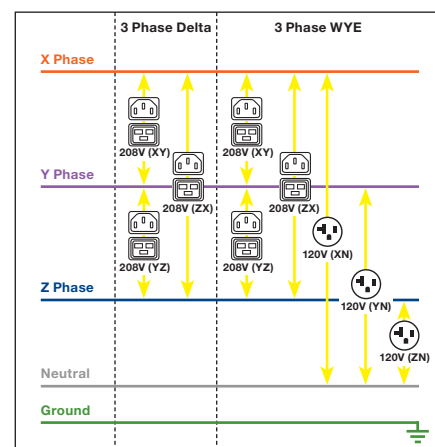 3 Phase Delta
3 Phase WYE
X Phase
208V (XY)
208V (XY)
Y Phase
208V (ZX)
208V (ZX)
120V (XN)
208V (YZ)
208V (YZ)
Z Phase
120V (YN)
120V (ZN)
Neutral
Ground